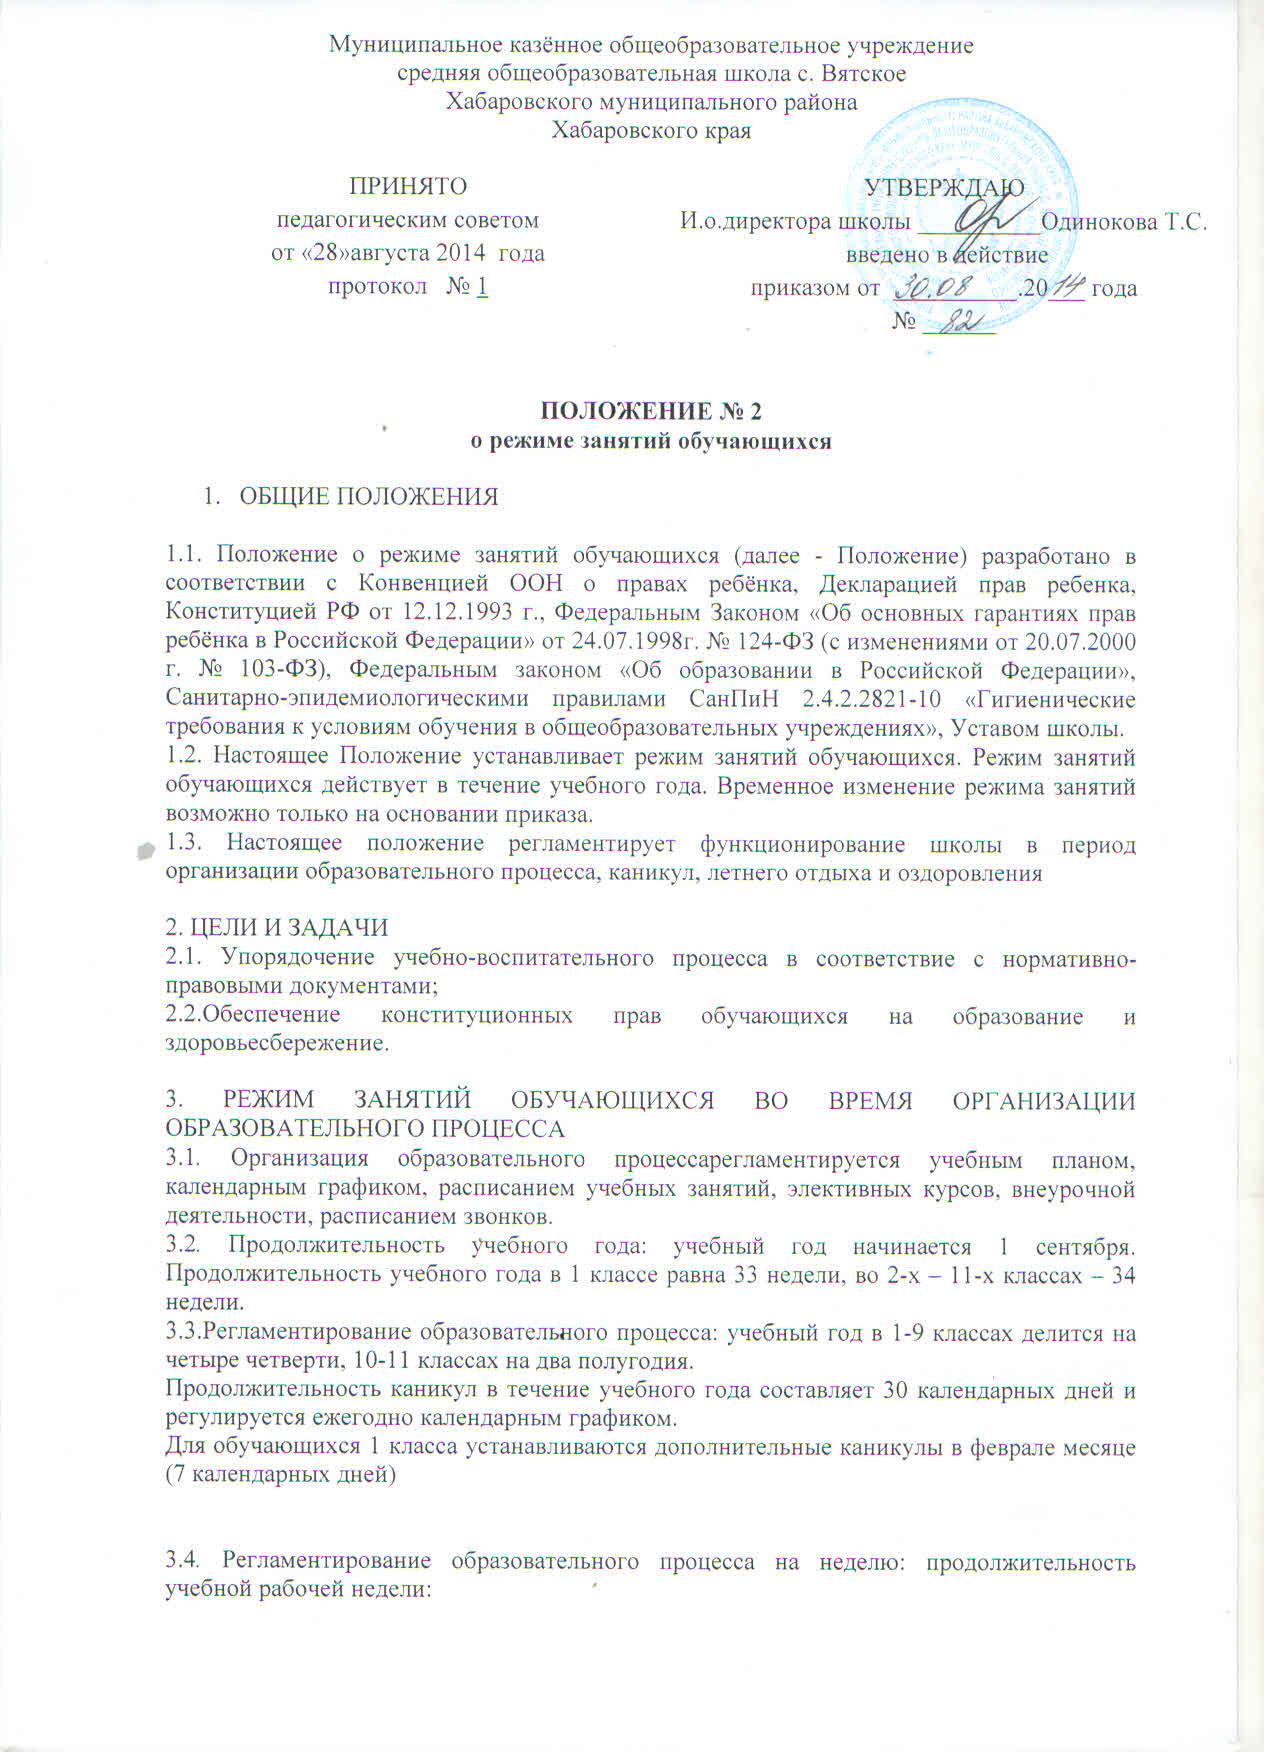 Муниципальное казённое общеобразовательное учреждение
средняя общеобразовательная школа с. Вятское
Хабаровского муниципального района
Хабаровского края
ПРИНЯТО
педагогическим советом
от «28»августа 2014 года
протокол № 1
УТВЕРЖДАЮ
И.о.директора школы __________Одинокова Т.С.
введено в действие
приказом от 30.08.2014 года
№ 82
ПОЛОЖЕНИЕ № 2
о режиме занятий обучающихся
1. ОБЩИЕ ПОЛОЖЕНИЯ
1.1. Положение о режиме занятий обучающихся (далее - Положение) разработано в
соответствии с Конвенцией ООН о правах ребёнка, Декларацией прав ребенка,
Конституцией РФ от 12.12.1993 г., Федеральным Законом «Об основных гарантиях прав
ребёнка в Российской Федерации» от 24.07.1998г. № 124-ФЗ (с изменениями от 20.07.2000
г. № 103-ФЗ), Федеральным законом «Об образовании в Российской Федерации»,
Санитарно-эпидемиологическими правилами СанПиН 2.4.2.2821-10 «Гигиенические
требования к условиям обучения в общеобразовательных учреждениях», Уставом школы.
1.2. Настоящее Положение устанавливает режим занятий обучающихся. Режим занятий
обучающихся действует в течение учебного года. Временное изменение режима занятий
возможно только на основании приказа.
1.3. Настоящее положение регламентирует функционирование школы в период
организации образовательного процесса, каникул, летнего отдыха и оздоровления
2. ЦЕЛИ И ЗАДАЧИ
2.1. Упорядочение учебно-воспитательного процесса в соответствие с нормативно-
правовыми документами;
2.2.Обеспечение конституционных прав обучающихся на образование и
здоровьесбережение.
3. РЕЖИМ ЗАНЯТИЙ ОБУЧАЮЩИХСЯ ВО ВРЕМЯ ОРГАНИЗАЦИИ
ОБРАЗОВАТЕЛЬНОГО ПРОЦЕССА
3.1. Организация образовательного процессарегламентируется учебным планом,
календарным графиком, расписанием учебных занятий, элективных курсов, внеурочной
деятельности, расписанием звонков.
3.2. Продолжительность учебного года: учебный год начинается 1 сентября.
Продолжительность учебного года в 1 классе равна 33 недели, во 2-х – 11-х классах – 34
недели.
3.3.Регламентирование образовательного процесса: учебный год в 1-9 классах делится на
четыре четверти, 10-11 классах на два полугодия.
Продолжительность каникул в течение учебного года составляет 30 календарных дней и
регулируется ежегодно календарным графиком.
Для обучающихся 1 класса устанавливаются дополнительные каникулы в феврале месяце
(7 календарных дней)
3.4. Регламентирование образовательного процесса на неделю: продолжительность
учебной рабочей недели: